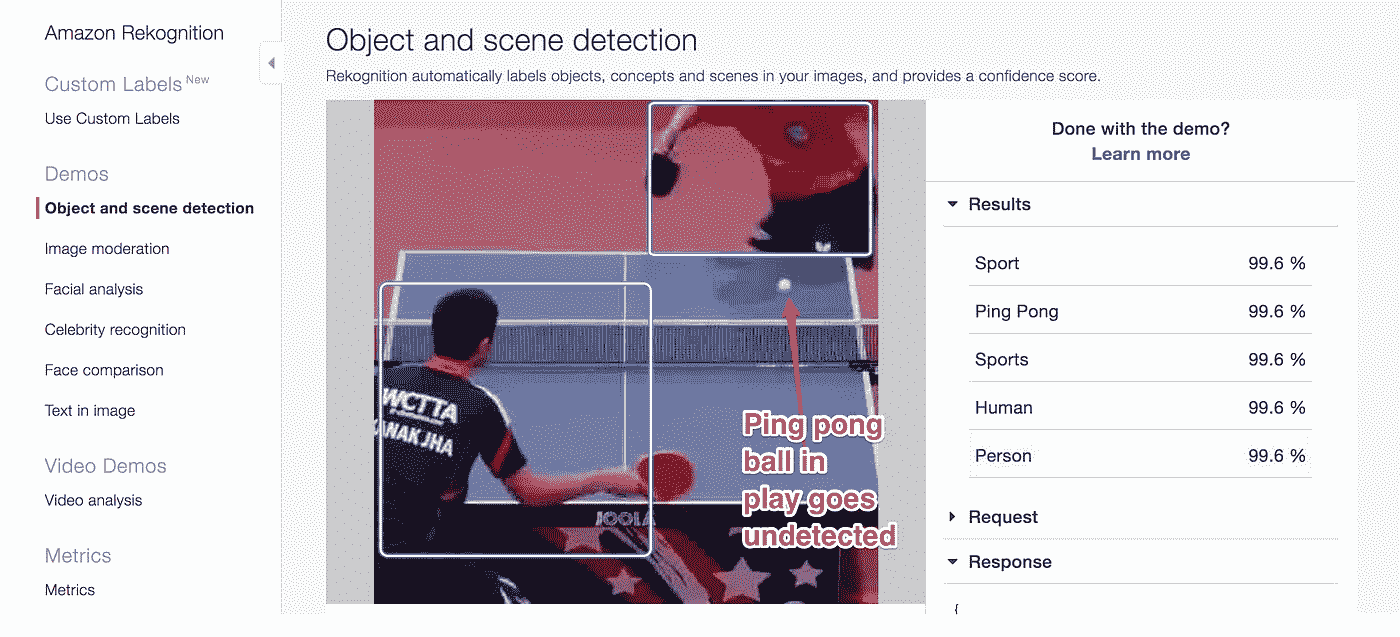 Amazon Rekognition
Custom Labels New
Use Custom Labels
Demos
Object and scene detection
Image moderation
Facial analysis
Celebrity recognition
Face comparison
Text in image
Video Demos
Video analysis
Metrics
Metrics
Object and scene detection
Rekognition automatically labels objects, concepts and scenes in your images, and provides a confidence score.
WCTTA
ANAK JHA
JOOLA
Ping pong
ball in
play goes
undetected
Done with the demo?
Learn more
Results
Sport 99.6 %
Ping Pong 99.6 %
Sports 99.6 %
Human 99.6 %
Person 99.6 %
Request
Response
{